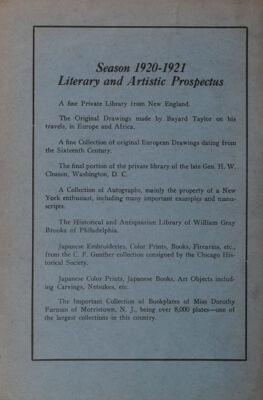 Season 1920-1921
Literary and Artistic Prospectus
A fine Private Library from New England.
The Original Drawings made by Bayard Taylor on his
travels, in Europe and Africa.
A fine Collection of original European Drawings dating from
the Sixteenth Century.
The final portion of the private library of the late Gen. H. W.
Chuson, Washington, D. C.
A Collection of Autographs, mainly the property of a New
York enthusiast, including many important examples and manu-
scripts.
The Historical and Antiquarian Library of William Gray
Brooks of Philadelphia.
Japanese Embroideries, Color Prints, Books, Firearms, etc.,
from the C. F. Gunther collection consigned by the Chicago His-
torical Society.
Japanese Color Prints, Japanese Books, Art Objects includ-
ing Carvings, Netsukes, etc.
The Important Collection of Bookplates of Miss Dorothy
Furman of Morristown, N. J., being over 8,000 plates—one of
the largest collections in this country.